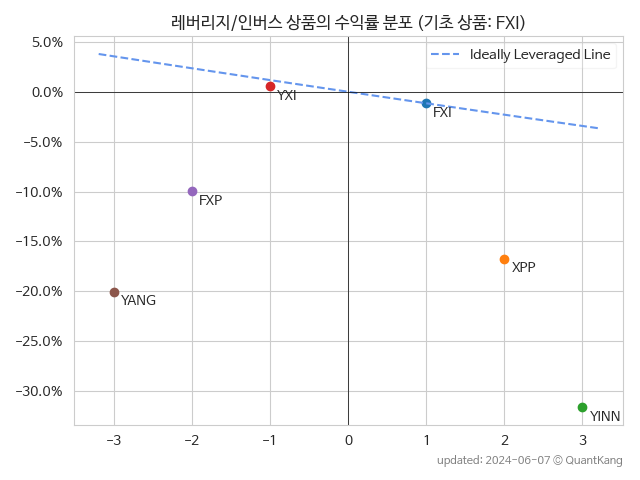 레버리지/인버스 상품의 수익률 분포 (기초 상품: FXI)
5.0%
Ideally Leveraged Line
0.0%
YXI
FXI
-5.0%
-10.0%
FXP
-15.0%
XPP
-20.0%
YANG
-25.0%
-30.0%
YINN
-3 -2 -1 0 1 2 3
updated: 2024-06-07 © QuantKang